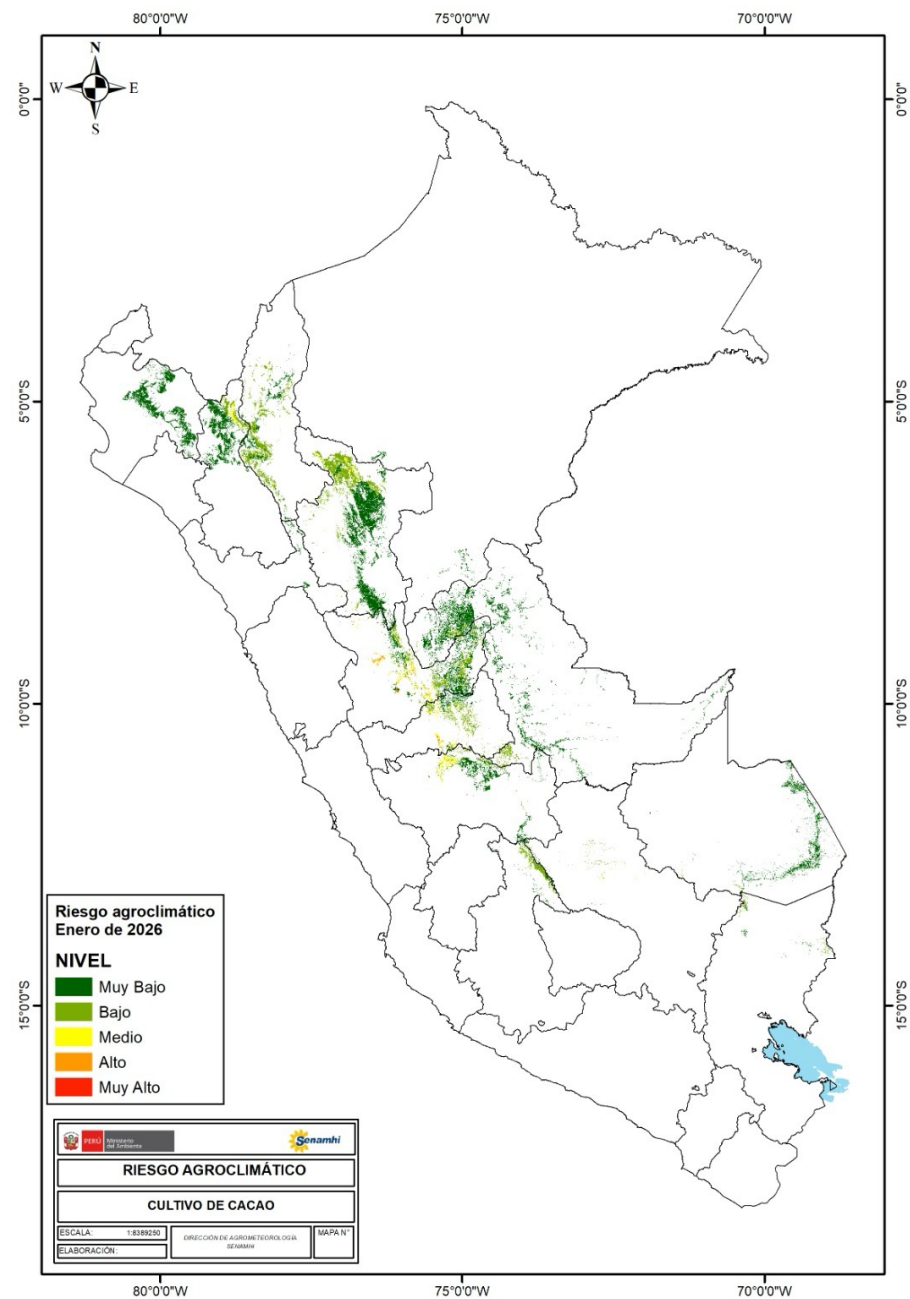 80°0'0"W 75°0'0"W 70°0'0"W
N
W E
S
0°0'0"
0°0'0"
5°0'0"S
5°0'0"S
10°0'0"S
10°0'0"S
15°0'0"S
15°0'0"S
Riesgo agroclimático
Enero de 2026
NIVEL
Muy Bajo
Bajo
Medio
Alto
Muy Alto
PERÚ Ministerio
del Ambiente
Senamhi
RIESGO AGROCLIMÁTICO
CULTIVO DE CACAO
ESCALA: 1:8389250
ELABORACIÓN:
DIRECCIÓN DE AGROMETEOROLOGÍA
SENAMHI
MAPA N°
80°0'0"W 75°0'0"W 70°0'0"W